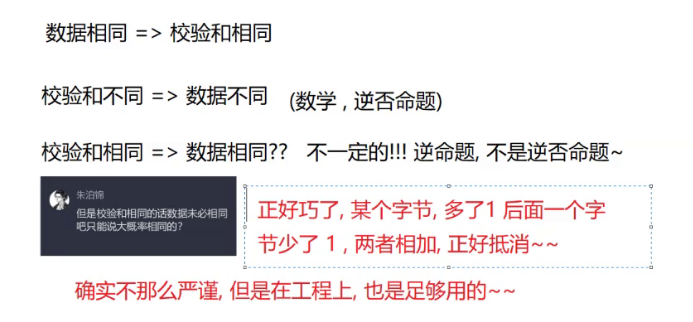 数据相同 => 校验和相同
校验和不同 => 数据不同 (数学 , 逆否命题)
校验和相同 => 数据相同?? 不一定的!!! 逆命题, 不是逆否命题~
朱泊锦
但是校验和相同的话数据未必相同
吧只能说大概率相同的?
正好巧了, 某个字节, 多了1 后面一个字
节少了 1 , 两者相加, 正好抵消~~
确实不那么严谨, 但是在工程上, 也是足够用的~~